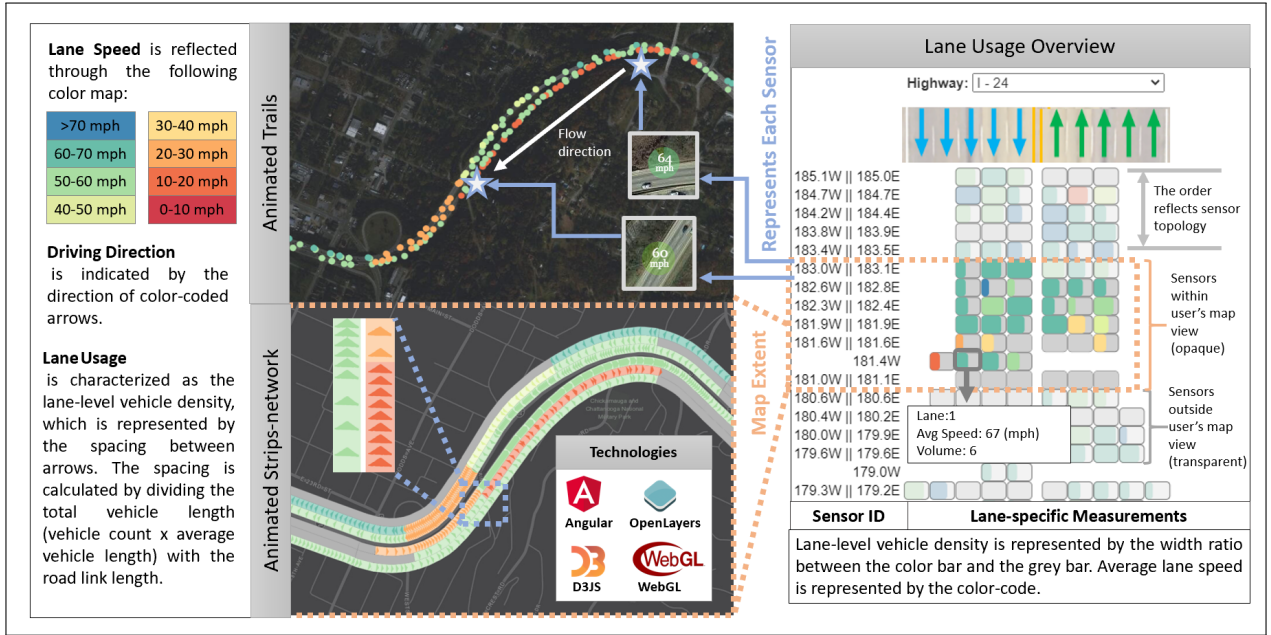 Lane Speed is reflected
through the following
color map:
>70 mph
30-40 mph
60-70 mph
20-30 mph
50-60 mph
10-20 mph
40-50 mph
0-10 mph
Driving Direction
is indicated by the
direction of color-coded
arrows.
Lane Usage
is characterized as the
lane-level vehicle density,
which is represented by
the spacing between
arrows. The spacing is
calculated by dividing the
total vehicle length
(vehicle count x average
vehicle length) with the
road link length.
Animated Trails
Flow
direction
64
mph
60
mph
Represents Each Sensor
Animated Strips-network
Chickamauga and
Chattanooga National
Military Park
Technologies
Angular
OpenLayers
D3JS
WebGL
WebGL
Map Extent
Lane Usage Overview
Highway: I - 24
185.1W || 185.0E
184.7W || 184.7E
184.2W || 184.4E
183.8W || 183.9E
183.4W || 183.5E
183.0W || 183.1E
182.6W || 182.8E
182.3W || 182.4E
181.9W || 181.9E
181.6W || 181.6E
181.4W
181.0W || 181.1E
180.6W || 180.6E
180.4W || 180.2E
180.0W || 179.9E
179.6W || 179.6E
179.0W
179.3W || 179.2E
The order
reflects sensor
topology
Sensors
within
user's map
view
(opaque)
Sensors
outside
user's map
view
(transparent)
Lane:1
Avg Speed: 67 (mph)
Volume: 6
Sensor ID
Lane-specific Measurements
Lane-level vehicle density is represented by the width ratio
between the color bar and the grey bar. Average lane speed
is represented by the color-code.